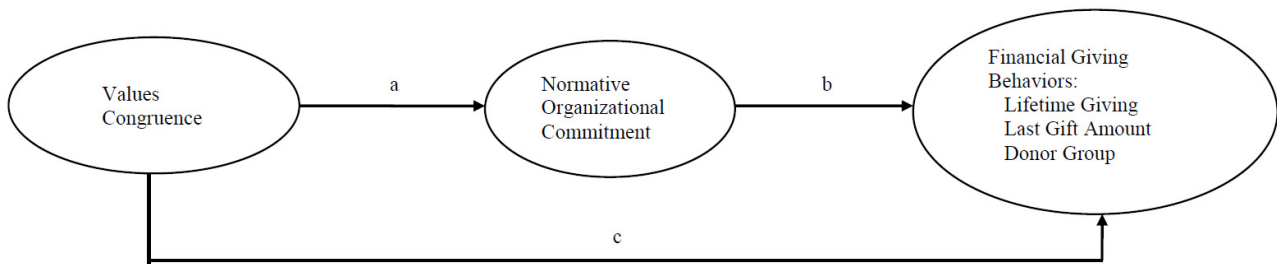 Values
Congruence
a
Normative
Organizational
Commitment
b
Financial Giving
Behaviors:
Lifetime Giving
Last Gift Amount
Donor Group
c